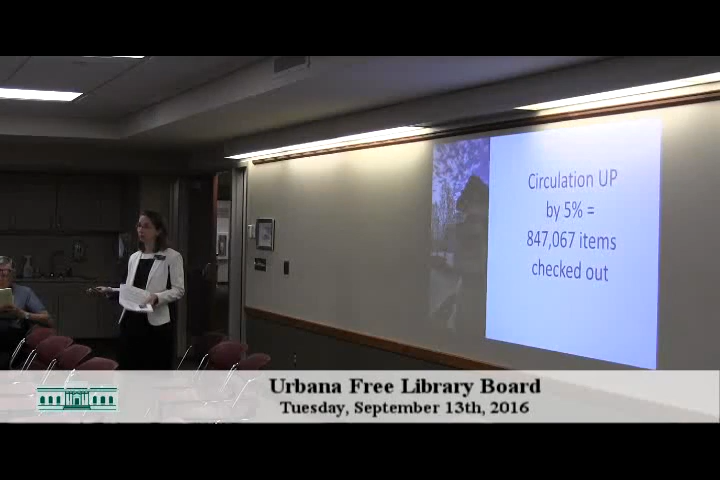 Circulation UP
by 5% =
847,067 items
checked out
Urbana Free Library Board
Tuesday, September 13th, 2016